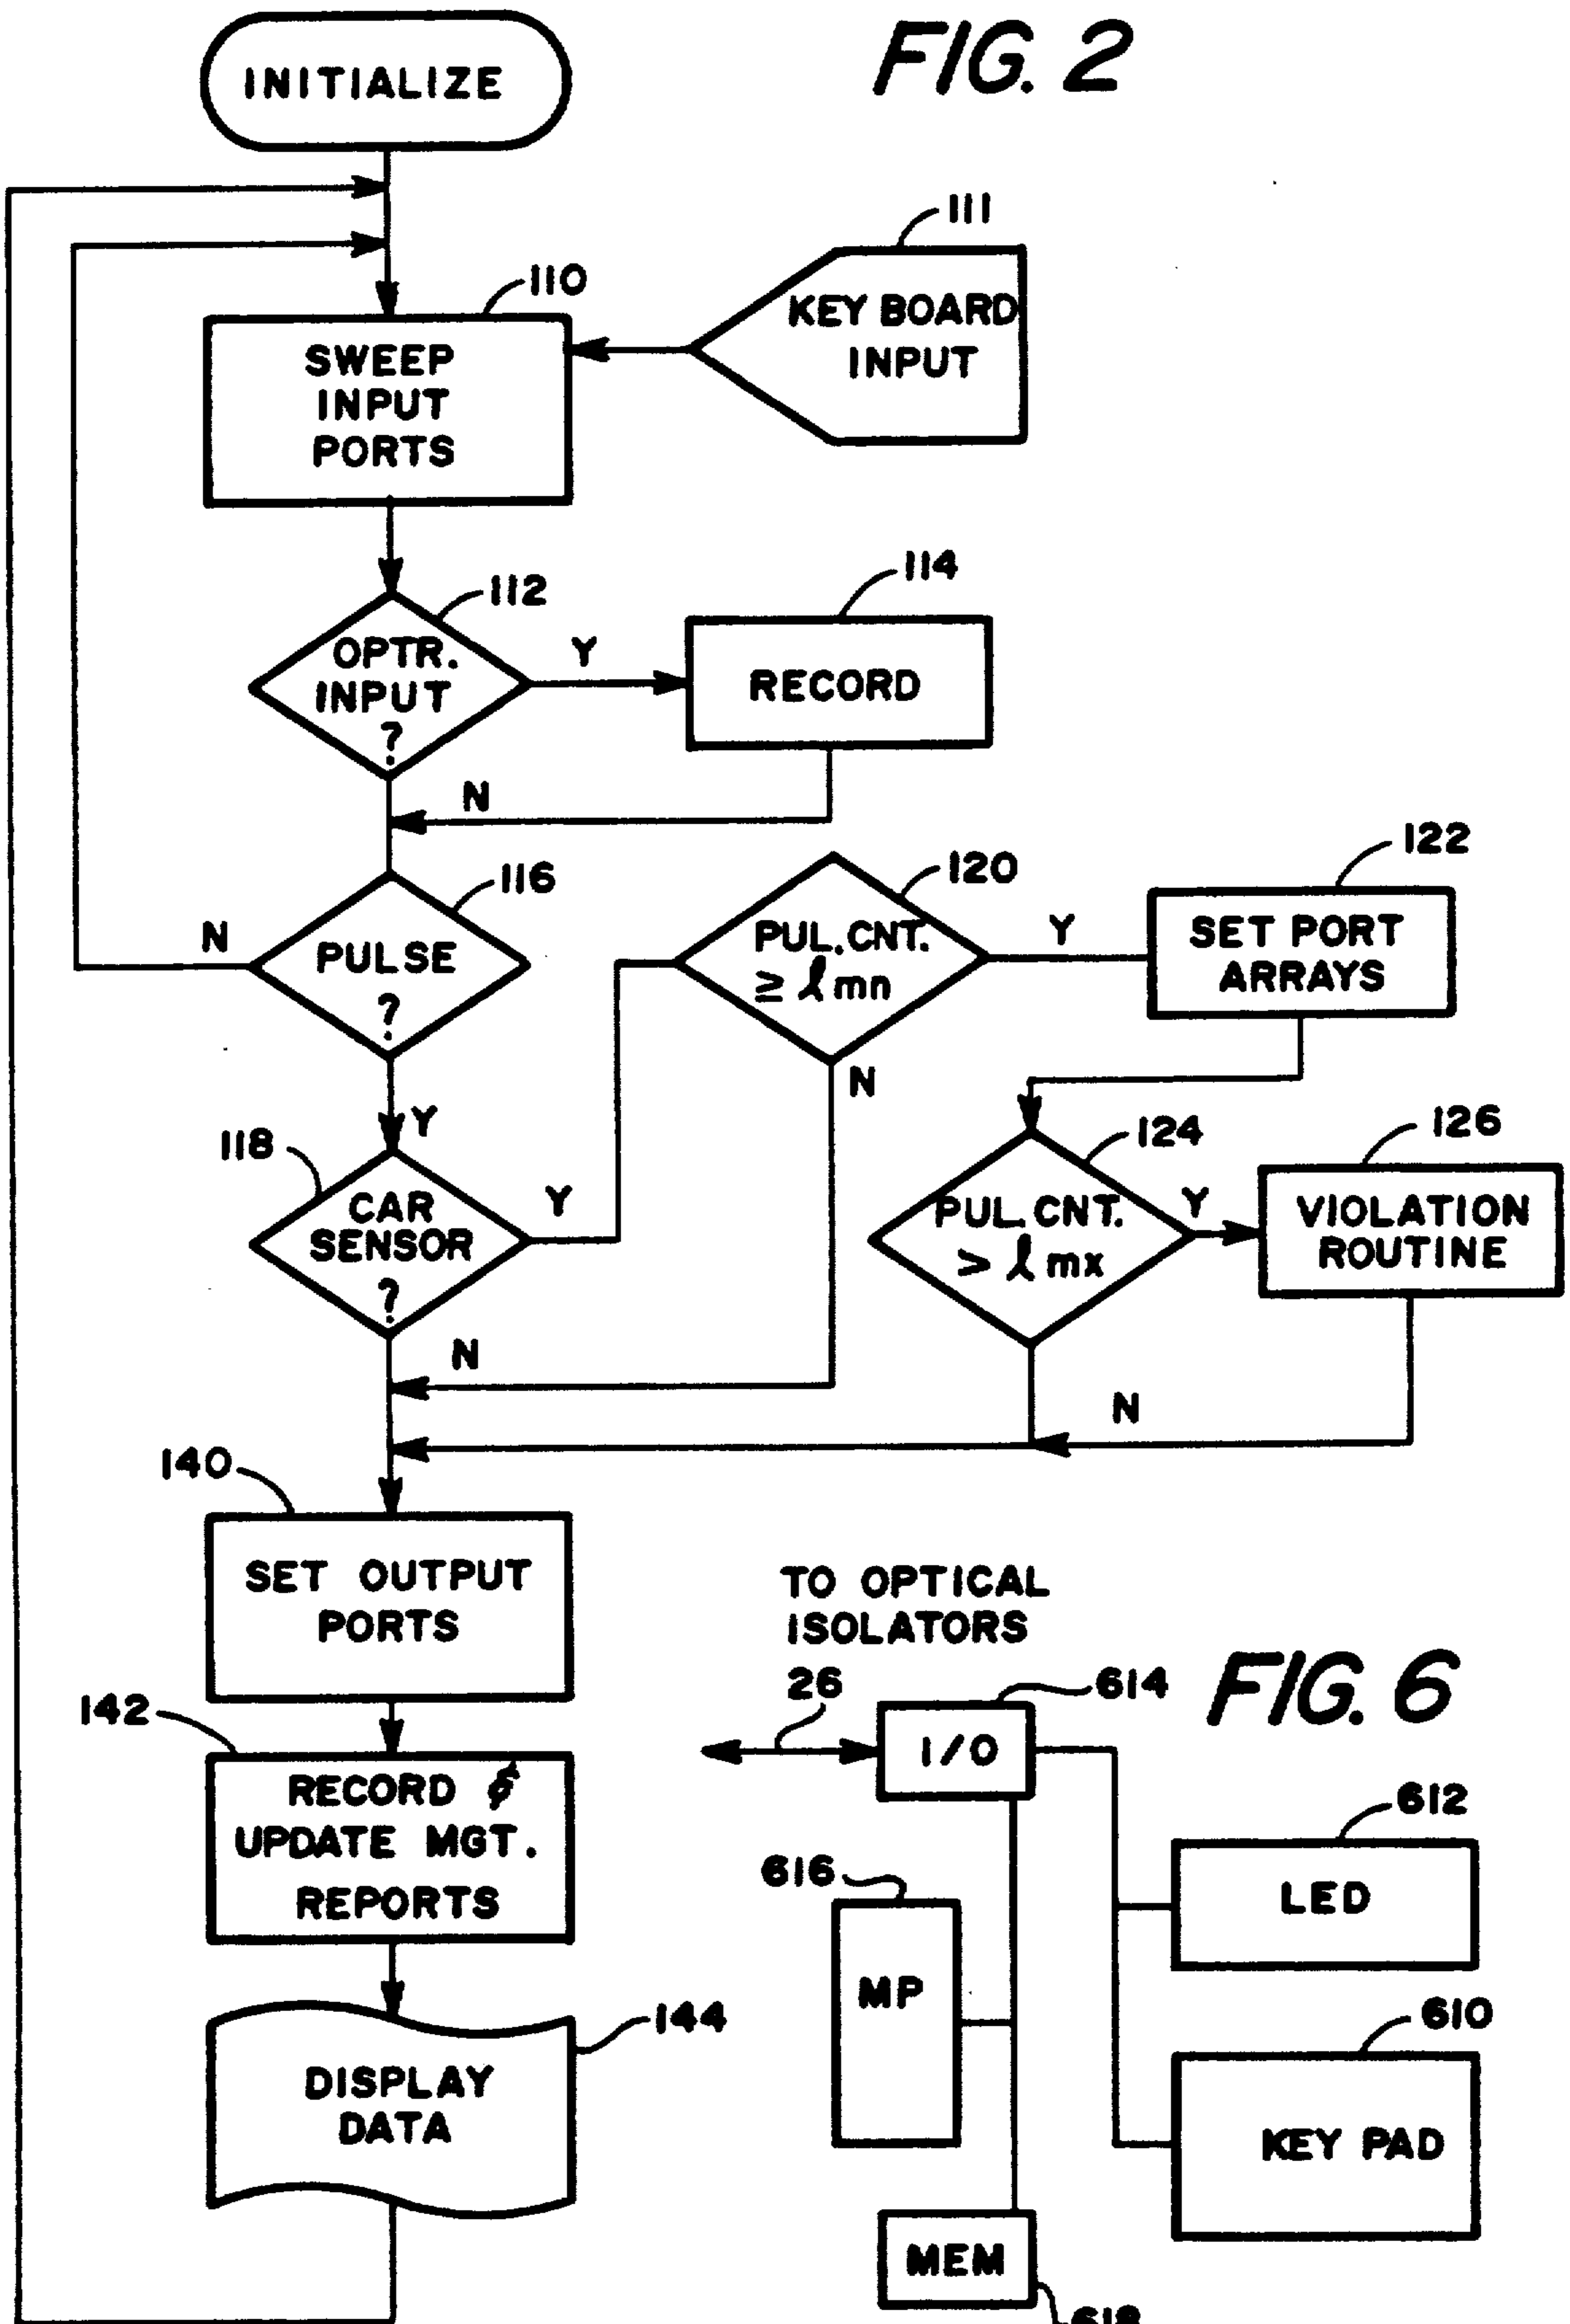 FIG. 2
INITIALIZE
111
110
KEY BOARD
INPUT
SWEEP
INPUT
PORTS
112
114
OPTR.
INPUT
?
Y
RECORD
N
116
120
122
N
PULSE
?
PUL. CNT.
≥ ℓ mn
Y
SET PORT
ARRAYS
N
Y
118
124
126
CAR
SENSOR
?
Y
PUL. CNT.
> ℓ mx
Y
VIOLATION
ROUTINE
N
N
140
SET OUTPUT
PORTS
142
RECORD &
UPDATE MGT.
REPORTS
144
DISPLAY
DATA
TO OPTICAL
ISOLATORS
FIG. 6
26
614
I/O
612
LED
616
MP
610
KEY PAD
MEM
618